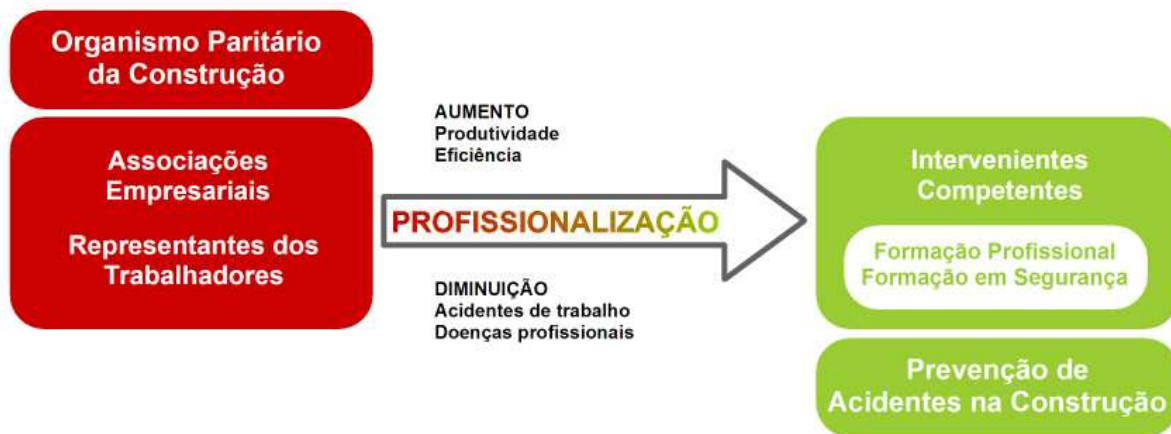 Organismo Paritário
da Construção
Associações
Empresariais
Representantes dos
Trabalhadores
AUMENTO
Produtividade
Eficiência
PROFISSIONALIZAÇÃO
DIMINUIÇÃO
Acidentes de trabalho
Doenças profissionais
Intervenientes
Competentes
Formação Profissional
Formação em Segurança
Prevenção de
Acidentes na Construção